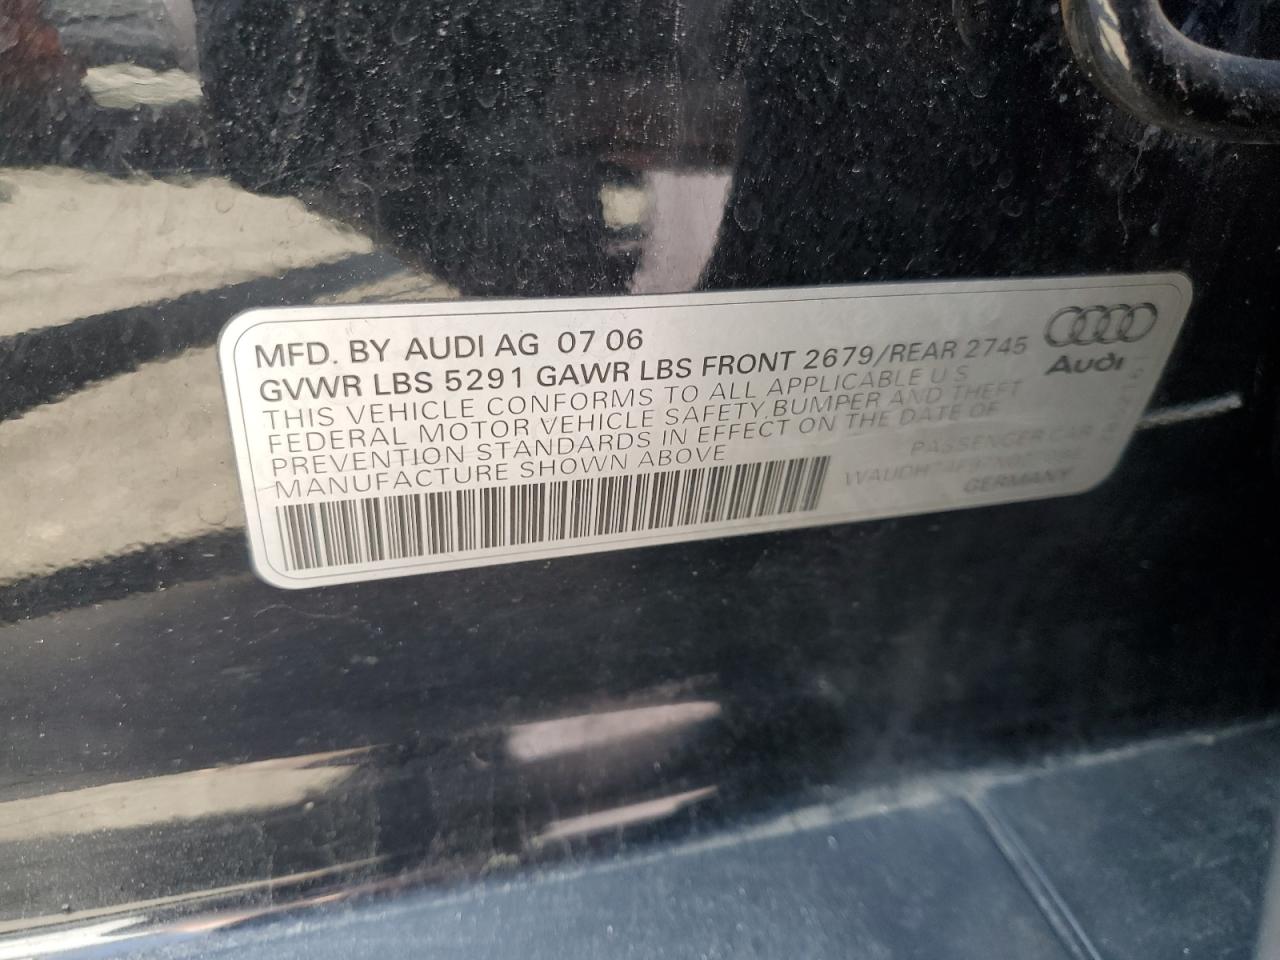 MFD. BY AUDI AG 07 06
GVWR LBS 5291 GAWR LBS FRONT 2679/REAR 2745
THIS VEHICLE CONFORMS TO ALL APPLICABLE U S
FEDERAL MOTOR VEHICLE SAFETY, BUMPER AND THEFT
PREVENTION STANDARDS IN EFFECT ON THE DATE OF
MANUFACTURE SHOWN ABOVE
Audi
PASSENGER CAR
GERMANY